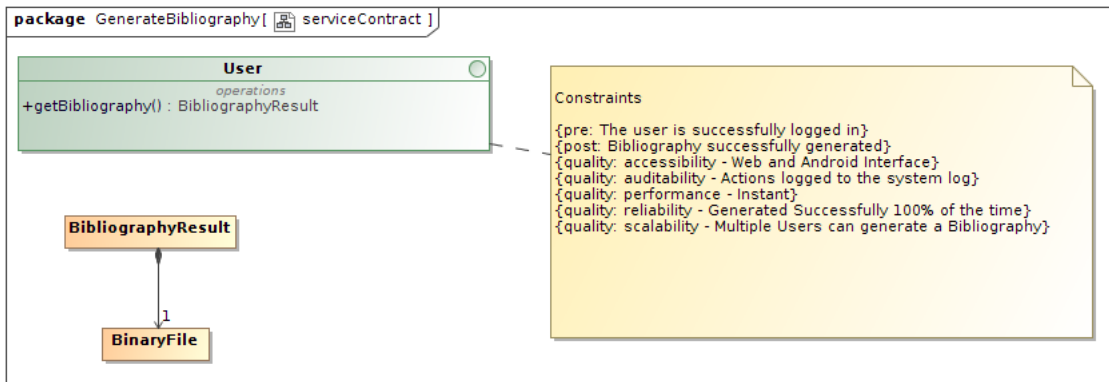 package GenerateBibliography[ serviceContract ]
User
operations
+getBibliography() : BibliographyResult
Constraints
{pre: The user is successfully logged in}
{post: Bibliography successfully generated}
{quality: accessibility - Web and Android Interface}
{quality: auditability - Actions logged to the system log}
{quality: performance - Instant}
{quality: reliability - Generated Successfully 100% of the time}
{quality: scalability - Multiple Users can generate a Bibliography}
BibliographyResult
1
BinaryFile